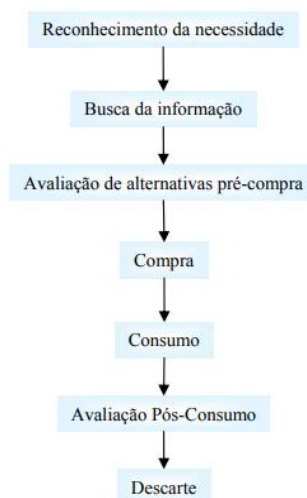 Reconhecimento da necessidade
Busca da informação
Avaliação de alternativas pré-compra
Compra
Consumo
Avaliação Pós-Consumo
Descarte